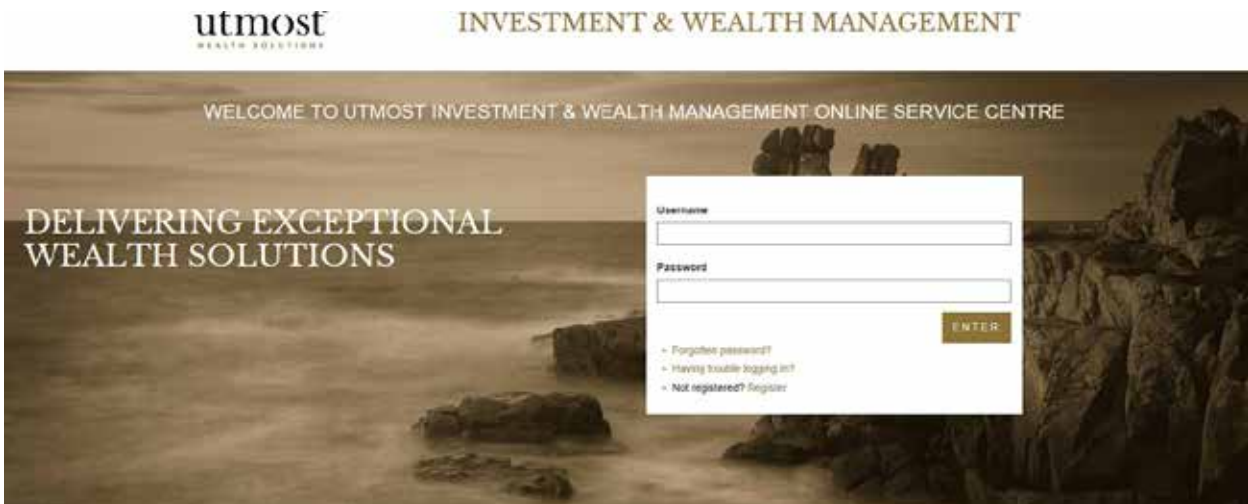 utmost
WEALTH SOLUTIONS
INVESTMENT & WEALTH MANAGEMENT
WELCOME TO UTMOST INVESTMENT & WEALTH MANAGEMENT ONLINE SERVICE CENTRE
DELIVERING EXCEPTIONAL
WEALTH SOLUTIONS
Username
Password
ENTER
Forgotten password?
Having trouble logging in?
Not registered? Register